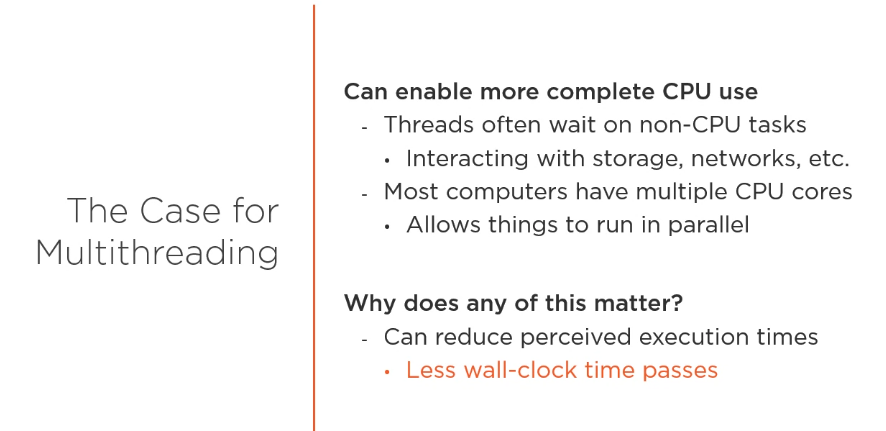 The Case for
Multithreading
Can enable more complete CPU use
- Threads often wait on non-CPU tasks
• Interacting with storage, networks, etc.
- Most computers have multiple CPU cores
• Allows things to run in parallel
Why does any of this matter?
- Can reduce perceived execution times
• Less wall-clock time passes